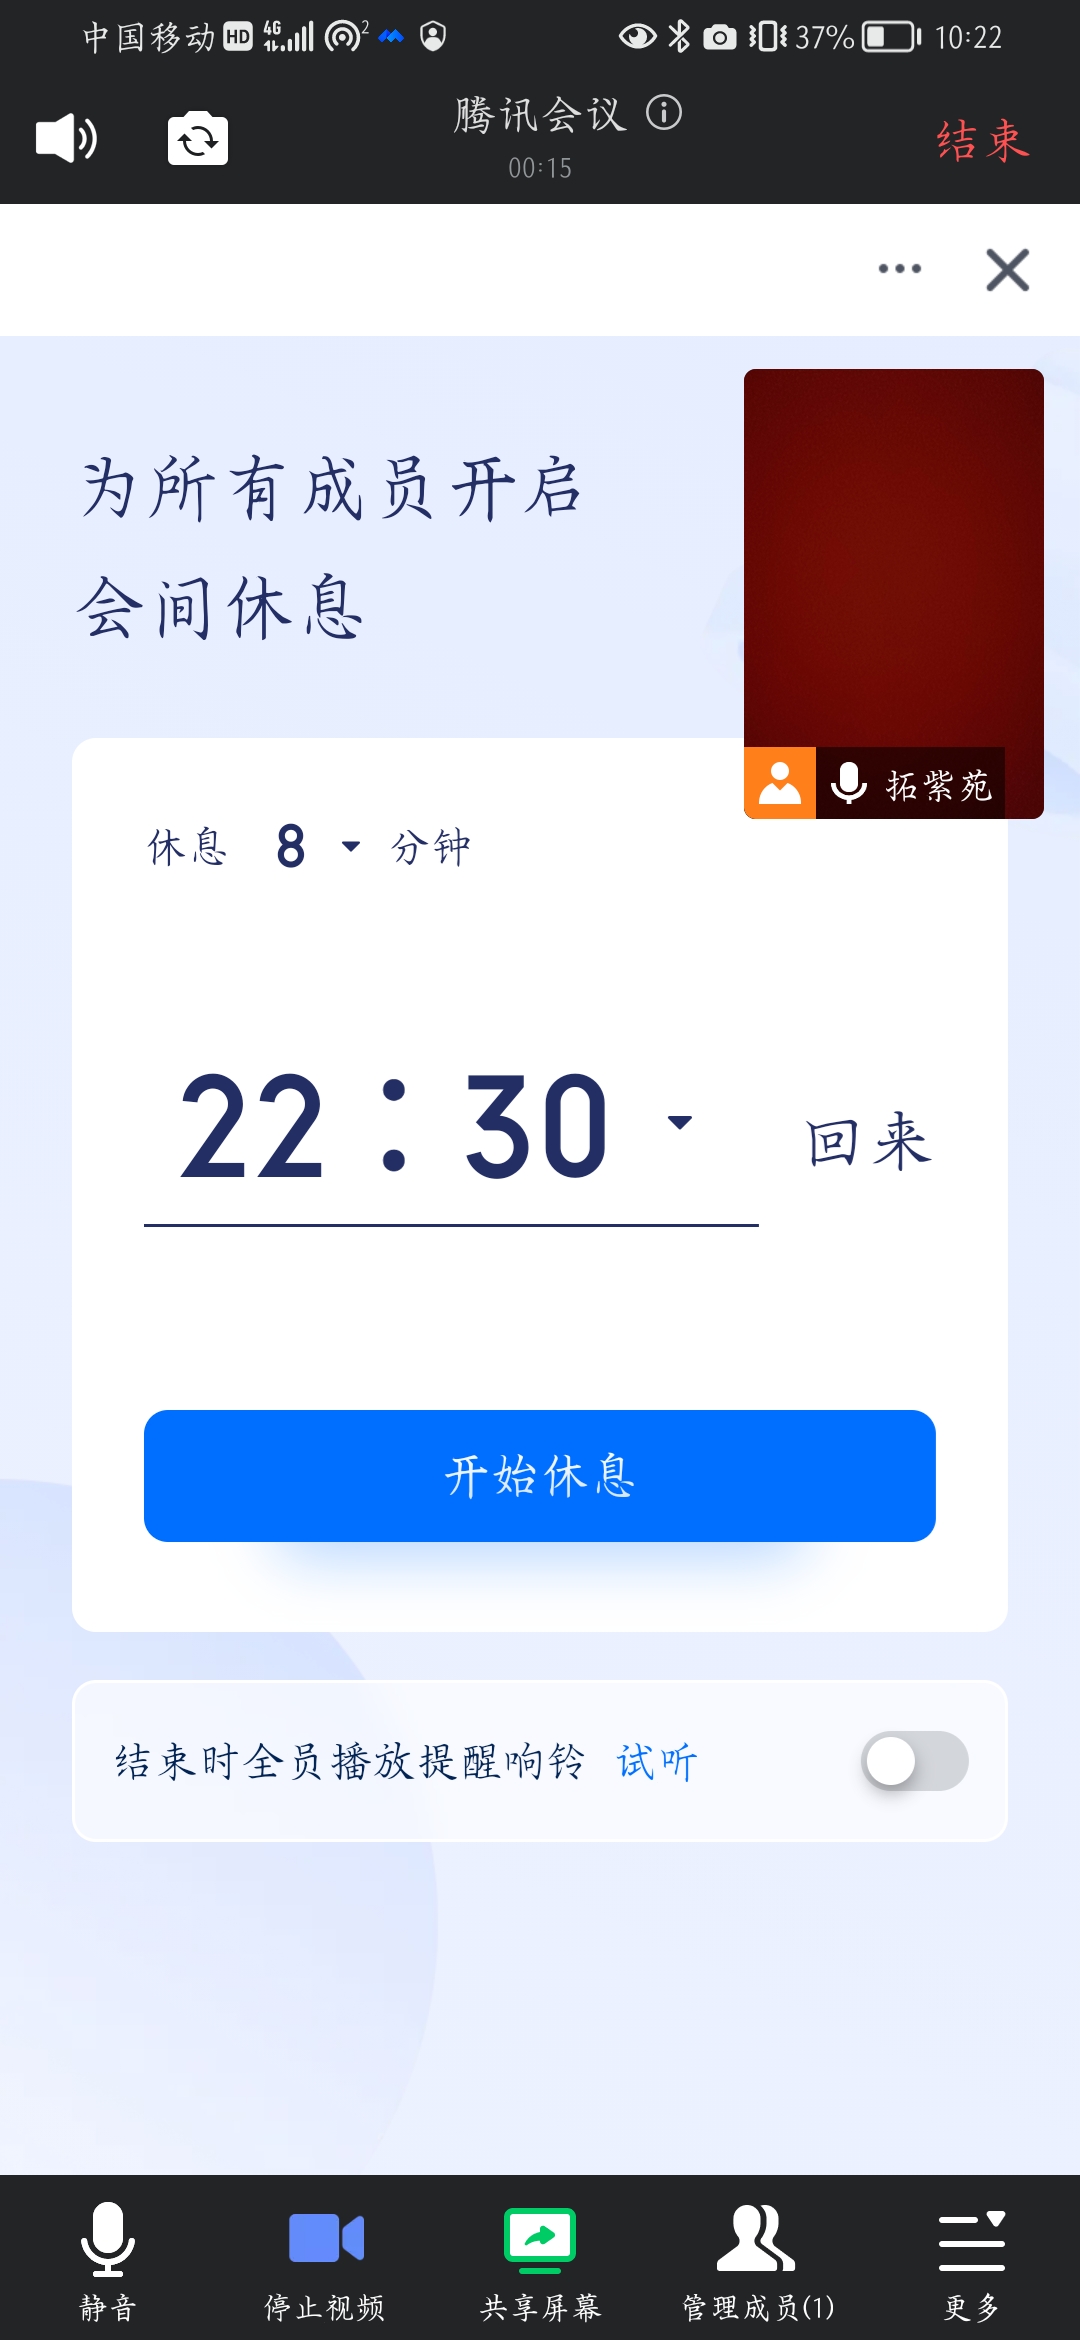 中国移动 HD 4G 2 37% 10:22
腾讯会议
00:15
结束
为所有成员开启
会间休息
拓紫苑
休息 8 分钟
22 : 30 回来
开始休息
结束时全员播放提醒响铃 试听
静音 停止视频 共享屏幕 管理成员(1) 更多